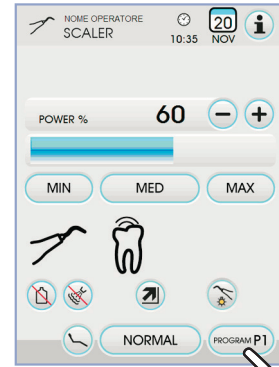 NOME OPERATORE
SCALER
10:35
20
NOV
i
POWER %
60
MIN
MED
MAX
NORMAL
PROGRAM P1